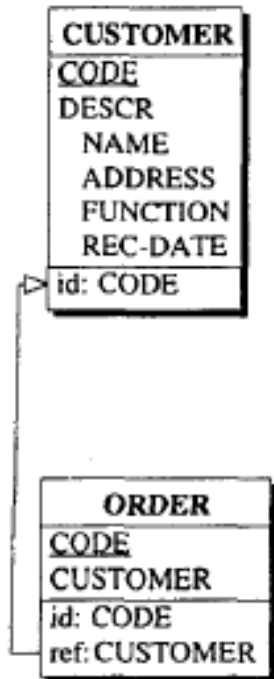 CUSTOMER
CODE
DESCR
NAME
ADDRESS
FUNCTION
REC-DATE
id: CODE
ORDER
CODE
CUSTOMER
id: CODE
ref: CUSTOMER